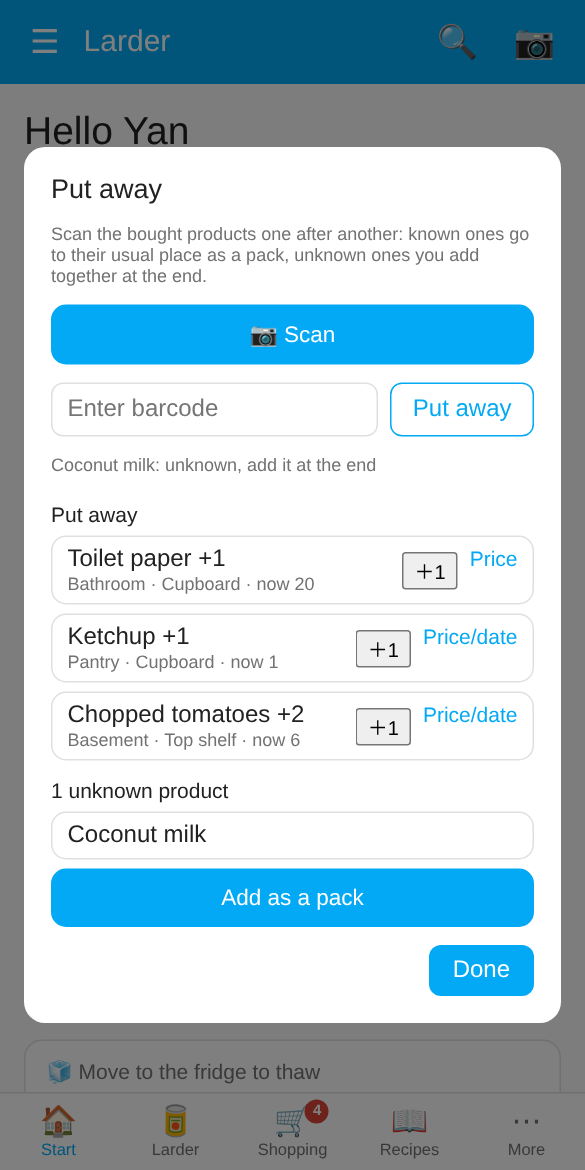 ☰ Larder 🔍 📷
Hello Yan
Put away
Scan the bought products one after another: known ones go
to their usual place as a pack, unknown ones you add
together at the end.
📷 Scan
Enter barcode
Put away
Coconut milk: unknown, add it at the end
Put away
Toilet paper +1
Bathroom · Cupboard · now 20
+1
Price
Ketchup +1
Pantry · Cupboard · now 1
+1
Price/date
Chopped tomatoes +2
Basement · Top shelf · now 6
+1
Price/date
1 unknown product
Coconut milk
Add as a pack
Done
🧊 Move to the fridge to thaw
4
Start
Larder
Shopping
Recipes
More